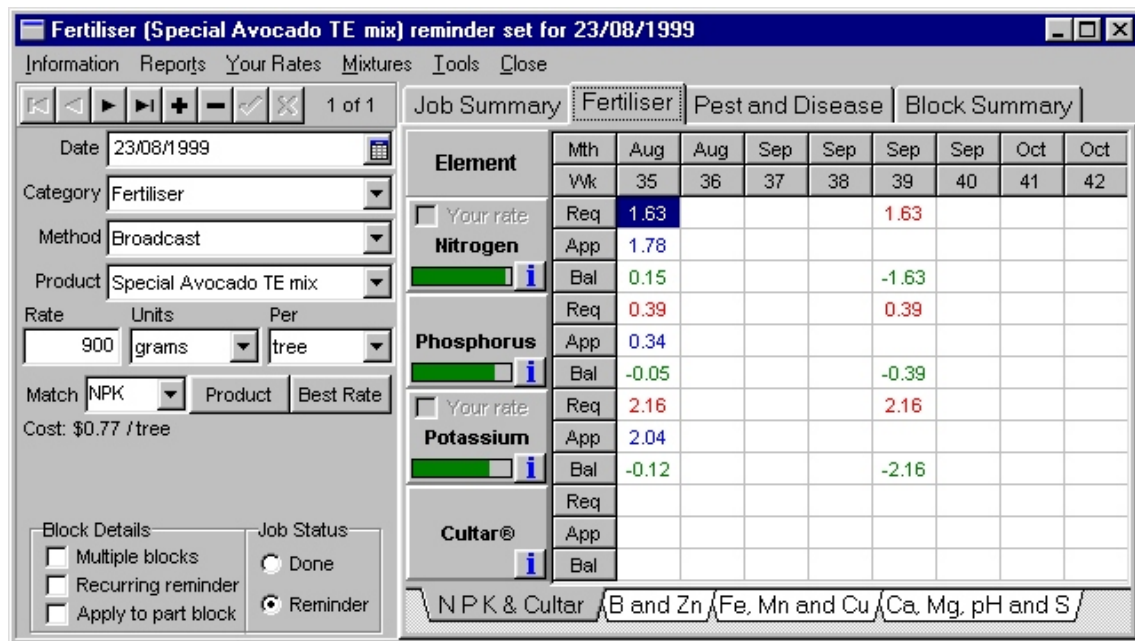 Fertiliser (Special Avocado TE mix) reminder set for 23/08/1999
Information Reports Your Rates Mixtures Tools Close
1 of 1
Date 23/08/1999
Category Fertiliser
Method Broadcast
Product Special Avocado TE mix
Rate Units Per
900 grams tree
Match NPK Product Best Rate
Cost: $0.77 / tree
Block Details
Multiple blocks
Recurring reminder
Apply to part block
Job Status
Done
Reminder
Job Summary Fertiliser Pest and Disease Block Summary
Element
Mth Aug Aug Sep Sep Sep Sep Oct Oct
Wk 35 36 37 38 39 40 41 42
Your rate
Nitrogen
i
Req 1.63 1.63
App 1.78
Bal 0.15 -1.63
Phosphorus
i
Req 0.39 0.39
App 0.34
Bal -0.05 -0.39
Your rate
Potassium
i
Req 2.16 2.16
App 2.04
Bal -0.12 -2.16
Cultar®
i
Req
App
Bal
N P K & Cultar B and Zn Fe, Mn and Cu Ca, Mg, pH and S